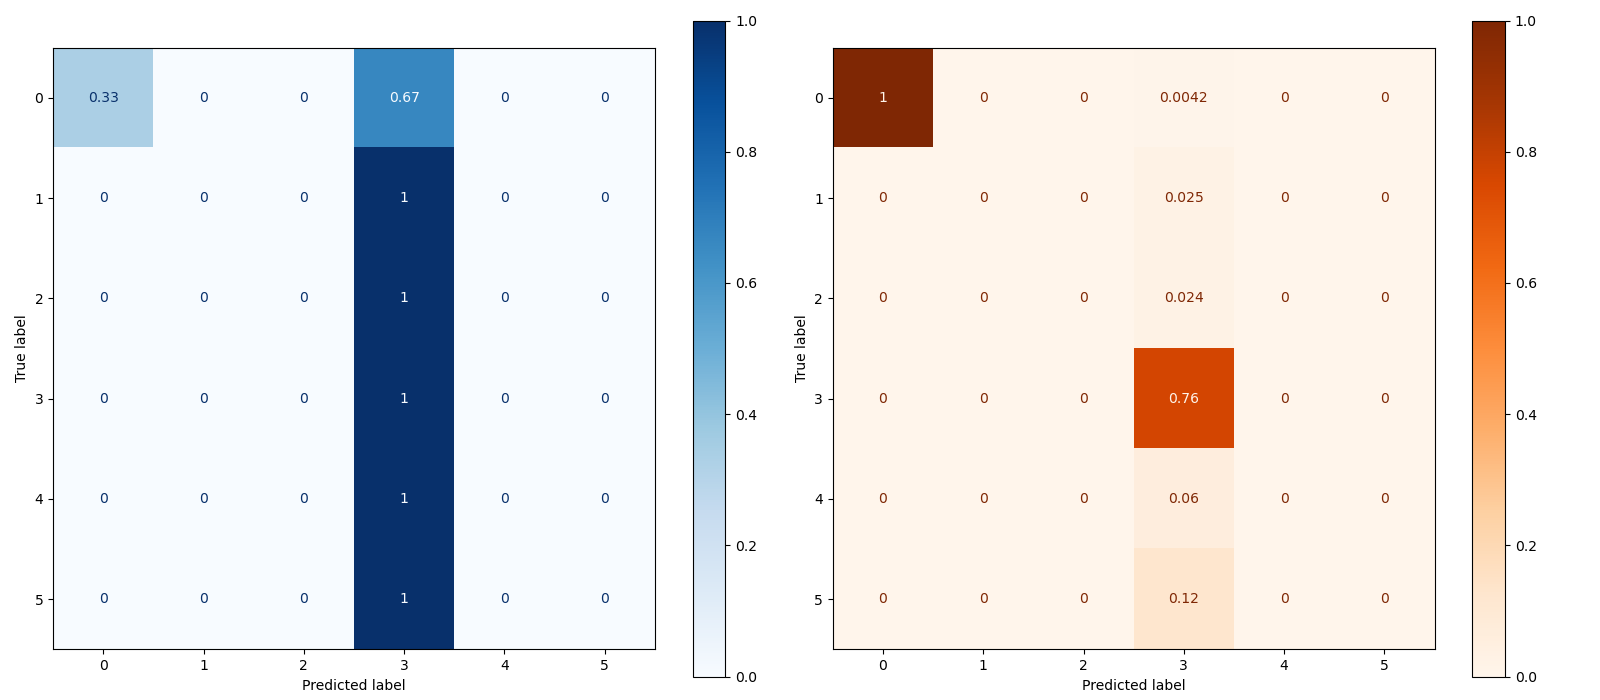 1.0
0 0.33 0 0 0.67 0 0
0.8
1 0 0 0 1 0 0
0.6
2 0 0 0 1 0 0
True label
3 0 0 0 1 0 0
0.4
4 0 0 0 1 0 0
0.2
5 0 0 0 1 0 0
0.0
0 1 2 3 4 5
Predicted label
1.0
0 1 0 0 0.0042 0 0
0.8
1 0 0 0 0.025 0 0
0.6
2 0 0 0 0.024 0 0
True label
3 0 0 0 0.76 0 0
0.4
4 0 0 0 0.06 0 0
0.2
5 0 0 0 0.12 0 0
0.0
0 1 2 3 4 5
Predicted label